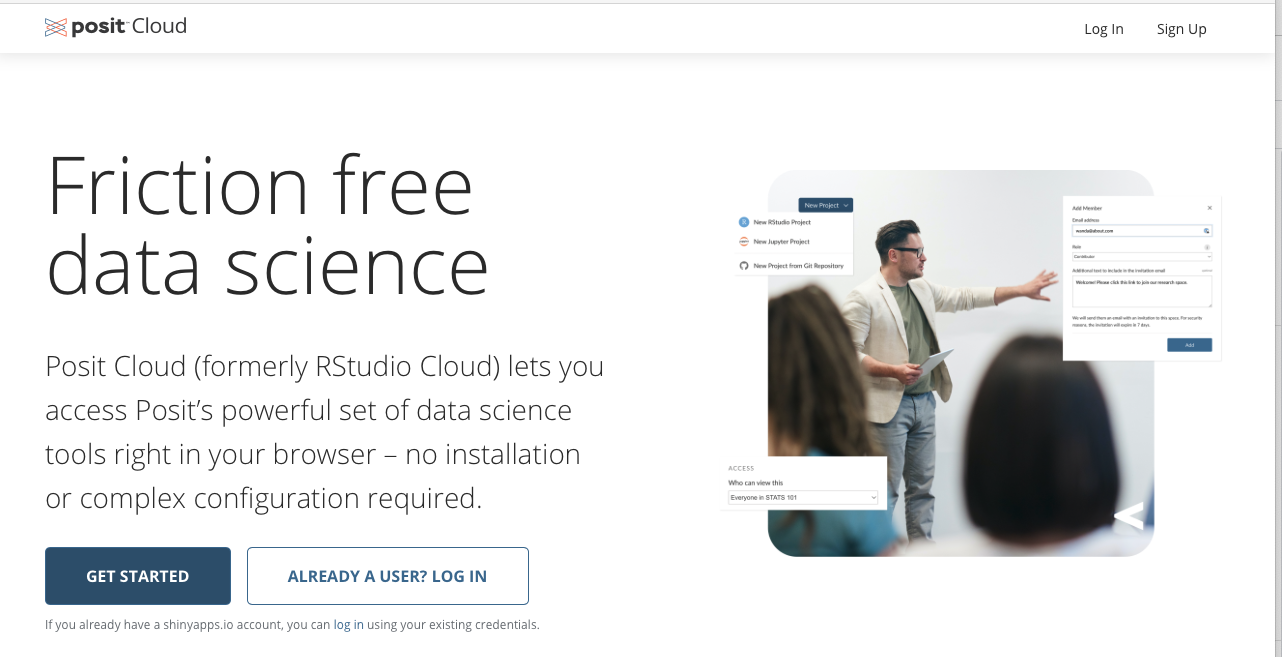 posit Cloud
Log In
Sign Up
Friction free
data science
Posit Cloud (formerly RStudio Cloud) lets you
access Posit’s powerful set of data science
tools right in your browser – no installation
or complex configuration required.
GET STARTED
ALREADY A USER? LOG IN
If you already have a shinyapps.io account, you can log in using your existing credentials.
New Project
New RStudio Project
New Jupyter Project
New Project from Git Repository
Add Member
Email address
wanda@about.com
Role
Contributor
Additional text to include in the invitation email
Welcome! Please click this link to join our research space
We will send them an email with an invitation to this space. For security
reasons, the invitation will expire in 7 days.
Add
ACCESS
Who can view this
Everyone in STATS 101